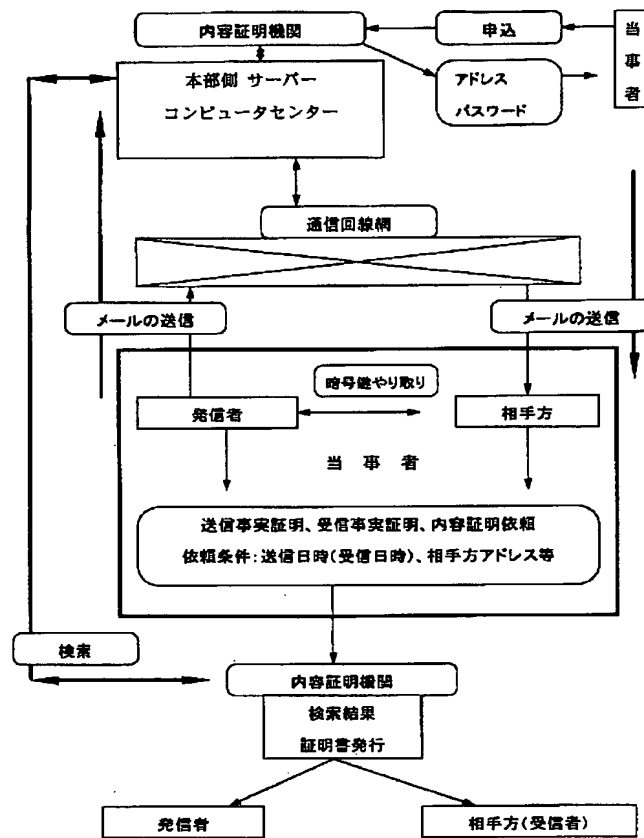 内容証明機関
申込
当事者
本部側 サーバー
コンピュータセンター
アドレス
パスワード
通信回線網
メールの送信
メールの送信
暗号鍵やり取り
発信者
相手方
当 事 者
送信事実証明、受信事実証明、内容証明依頼
依頼条件:送信日時(受信日時)、相手方アドレス等
検索
内容証明機関
検索結果
証明書発行
発信者
相手方(受信者)